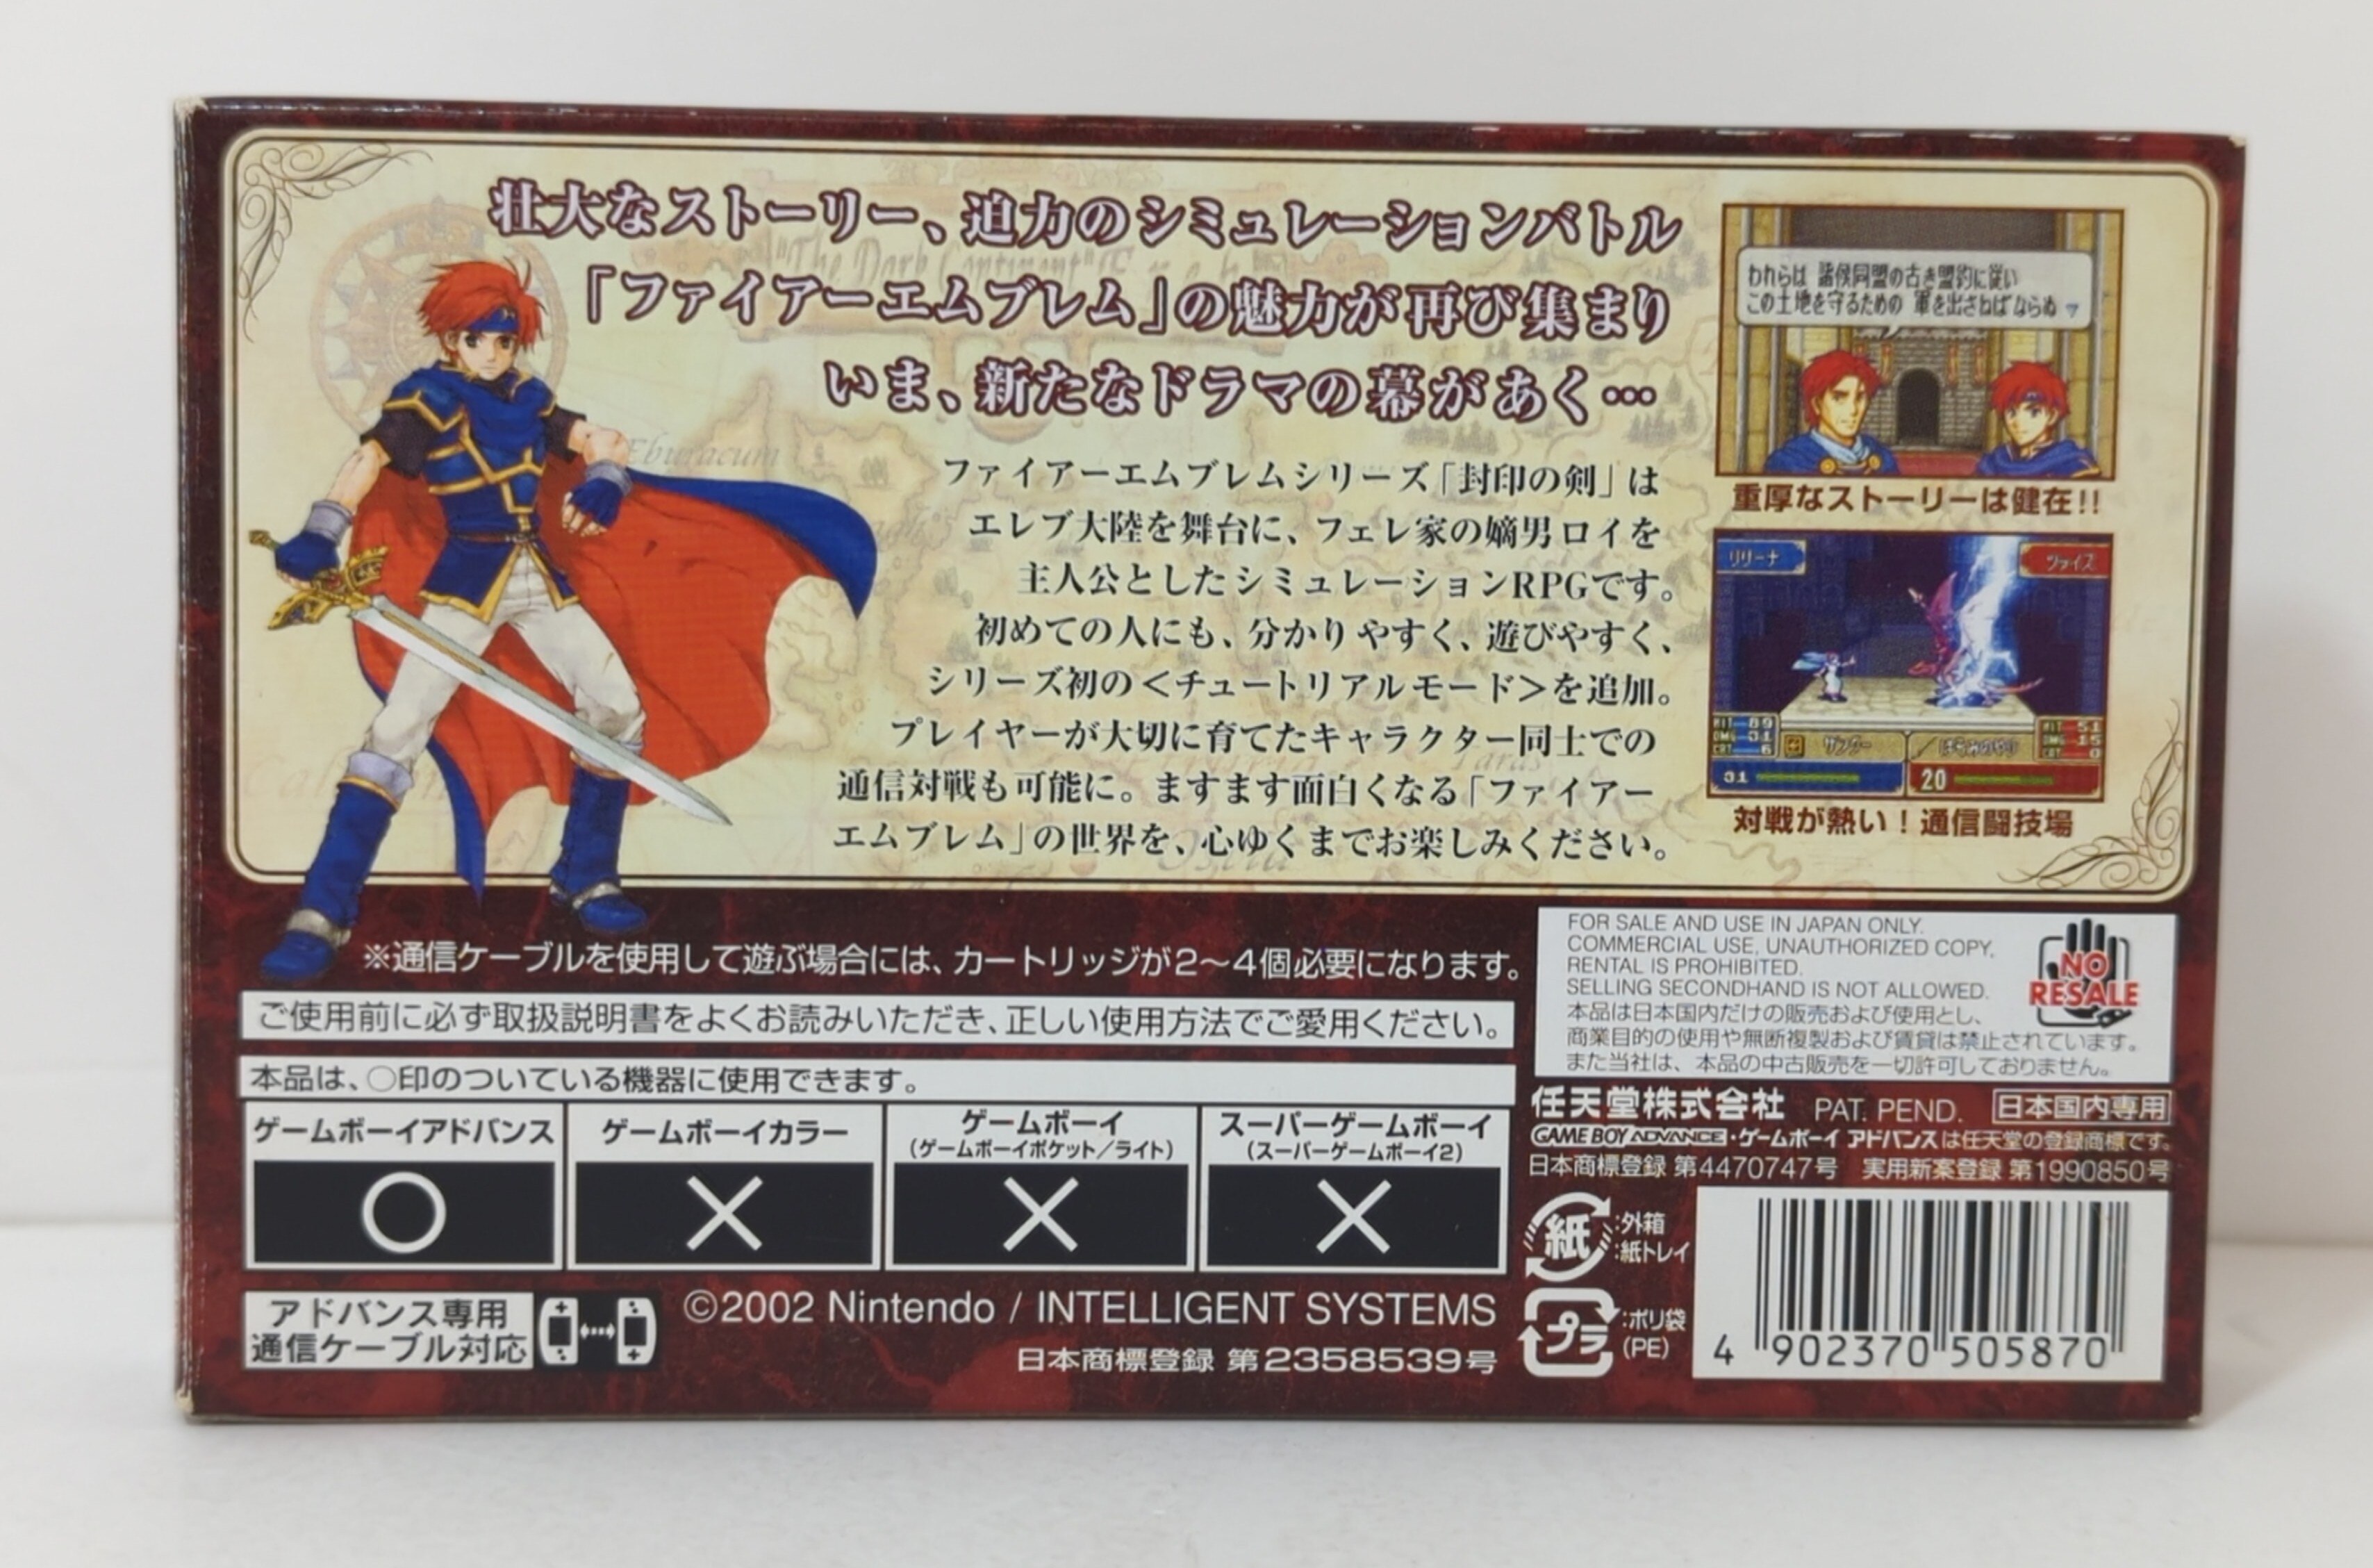 壮大なストーリー、迫力のシミュレーションバトル
「ファイアーエムブレム」の魅力が再び集まり
いま、新たなドラマの幕があく…
ファイアーエムブレムシリーズ「封印の剣」は
エレブ大陸を舞台に、フェレ家の嫡男ロイを
主人公としたシミュレーションRPGです。
初めての人にも、分かりやすく、遊びやすく、
シリーズ初の<チュートリアルモード>を追加。
プレイヤーが大切に育てたキャラクター同士での
通信対戦も可能に。ますます面白くなる「ファイアー
エムブレム」の世界を、心ゆくまでお楽しみください。
われらは 諸侯同盟の古き盟約に従い
この土地を守るための 軍を出さねばならぬ
重厚なストーリーは健在!!
リリーナ
ツァイス
HIT 89
DMG 31
CRT 6
サンダー
ほそみのやり
HIT 51
DMG 15
CRT 0
31
20
対戦が熱い!通信闘技場
※通信ケーブルを使用して遊ぶ場合には、カートリッジが2〜4個必要になります。
ご使用前に必ず取扱説明書をよくお読みいただき、正しい使用方法でご愛用ください。
本品は、○印のついている機器に使用できます。
ゲームボーイアドバンス
ゲームボーイカラー
ゲームボーイ
(ゲームボーイポケット/ライト)
スーパーゲームボーイ
(スーパーゲームボーイ2)
アドバンス専用
通信ケーブル対応
©2002 Nintendo / INTELLIGENT SYSTEMS
日本商標登録 第2358539号
FOR SALE AND USE IN JAPAN ONLY.
COMMERCIAL USE, UNAUTHORIZED COPY,
RENTAL IS PROHIBITED.
SELLING SECONDHAND IS NOT ALLOWED.
本品は日本国内だけの販売および使用とし、
商業目的の使用や無断複製および賃貸は禁止されています。
また当社は、本品の中古販売を一切許可しておりません。
NO
RESALE
任天堂株式会社 PAT. PEND. 日本国内専用
GAME BOY ADVANCE・ゲームボーイ アドバンスは任天堂の登録商標です。
日本商標登録 第4470747号 実用新案登録 第1990850号
紙 :外箱
:紙トレイ
プラ :ポリ袋
(PE)
4 902370 505870